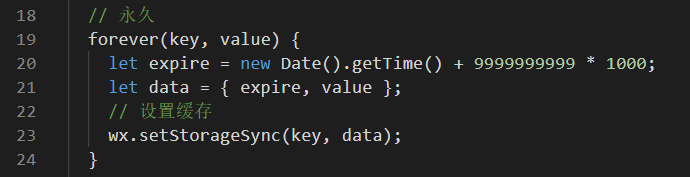 18 // 永久
19 forever(key, value) {
20 let expire = new Date().getTime() + 9999999999 * 1000;
21 let data = { expire, value };
22 // 设置缓存
23 wx.setStorageSync(key, data);
24 }